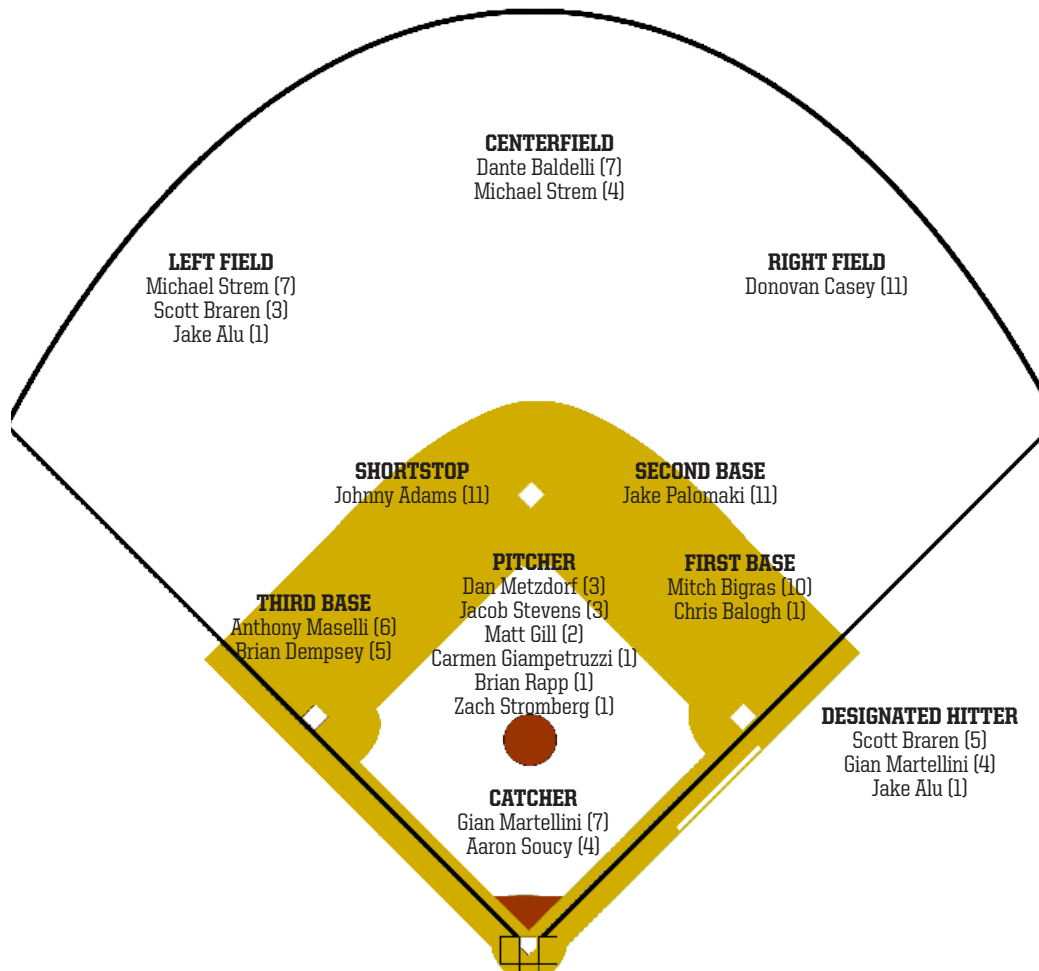 CENTERFIELD
Dante Baldelli (7)
Michael Strem (4)
LEFT FIELD
Michael Strem (7)
Scott Braren (3)
Jake Alu (1)
RIGHT FIELD
Donovan Casey (11)
SHORTSTOP
Johnny Adams (11)
SECOND BASE
Jake Palomaki (11)
THIRD BASE
Anthony Maselli (6)
Brian Dempsey (5)
PITCHER
Dan Metzdorf (3)
Jacob Stevens (3)
Matt Gill (2)
Carmen Giampetruzzi (1)
Brian Rapp (1)
Zach Stromberg (1)
FIRST BASE
Mitch Bigras (10)
Chris Balogh (1)
DESIGNATED HITTER
Scott Braren (5)
Gian Martellini (4)
Jake Alu (1)
CATCHER
Gian Martellini (7)
Aaron Soucy (4)